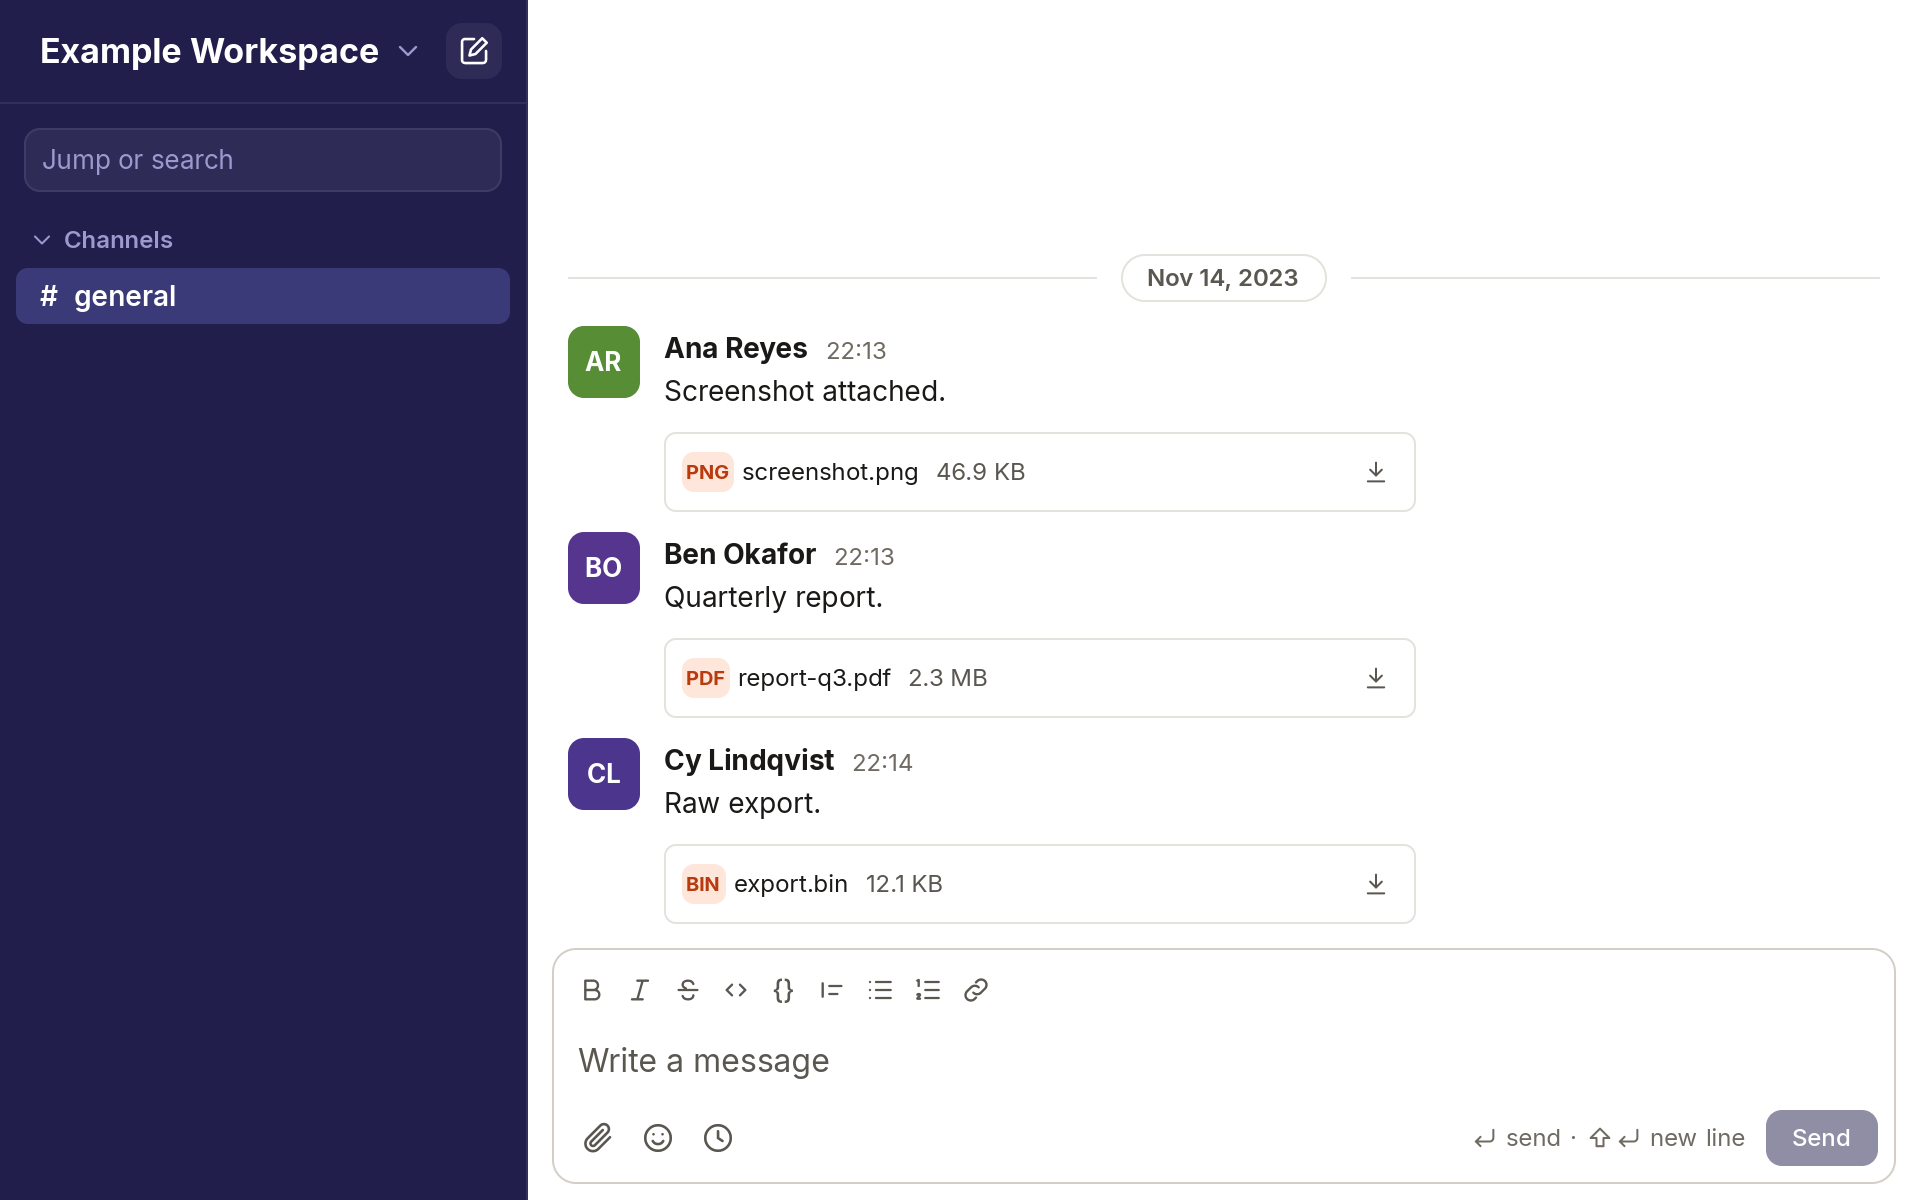 Example Workspace
Jump or search
Channels
# general
Nov 14, 2023
AR
Ana Reyes 22:13
Screenshot attached.
PNG screenshot.png 46.9 KB
BO
Ben Okafor 22:13
Quarterly report.
PDF report-q3.pdf 2.3 MB
CL
Cy Lindqvist 22:14
Raw export.
BIN export.bin 12.1 KB
Write a message
send · new line
Send